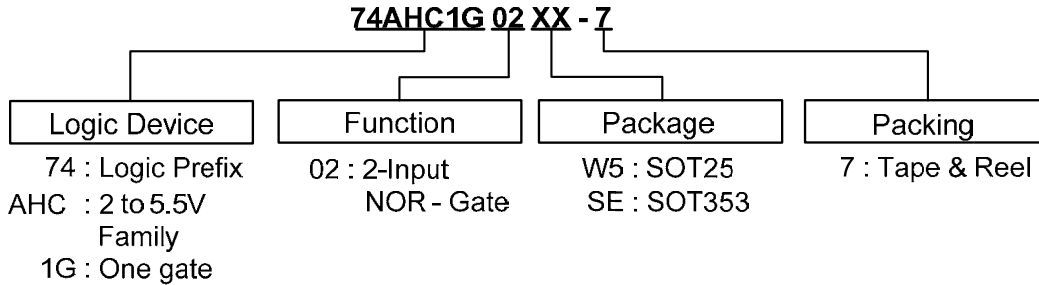 74AHC1G 02 XX - 7
Logic Device
Function
Package
Packing
74 : Logic Prefix
AHC : 2 to 5.5V
Family
1G : One gate
02 : 2-Input
NOR - Gate
W5 : SOT25
SE : SOT353
7 : Tape & Reel